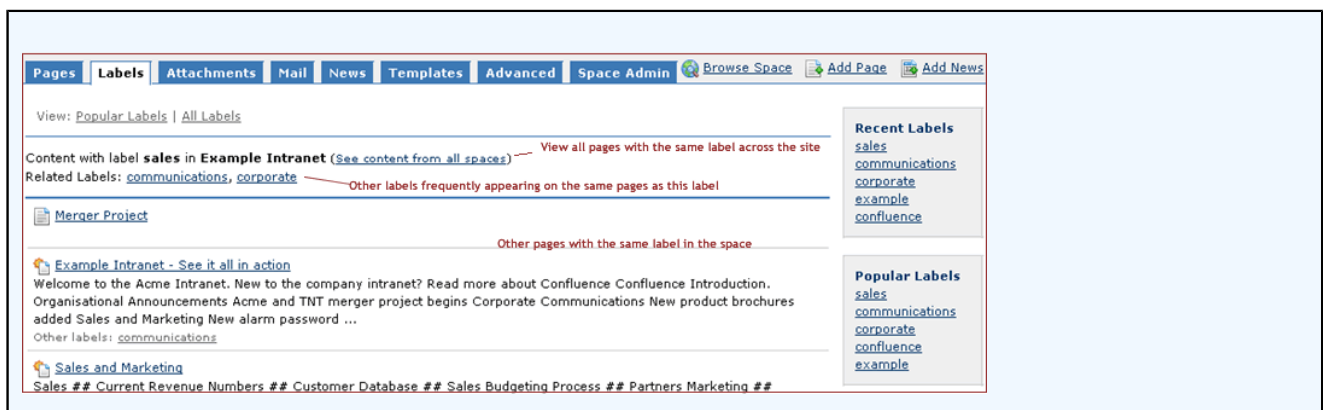 Pages Labels Attachments Mail News Templates Advanced Space Admin Browse Space Add Page Add News
View: Popular Labels | All Labels
Content with label sales in Example Intranet (See content from all spaces)
View all pages with the same label across the site
Related Labels: communications, corporate
Other labels frequently appearing on the same pages as this label
Merger Project
Other pages with the same label in the space
Example Intranet - See it all in action
Welcome to the Acme Intranet. New to the company intranet? Read more about Confluence Confluence Introduction.
Organisational Announcements Acme and TNT merger project begins Corporate Communications New product brochures
added Sales and Marketing New alarm password ...
Other labels: communications
Sales and Marketing
Sales ## Current Revenue Numbers ## Customer Database ## Sales Budgeting Process ## Partners Marketing ##
Recent Labels
sales
communications
corporate
example
confluence
Popular Labels
sales
communications
corporate
confluence
example